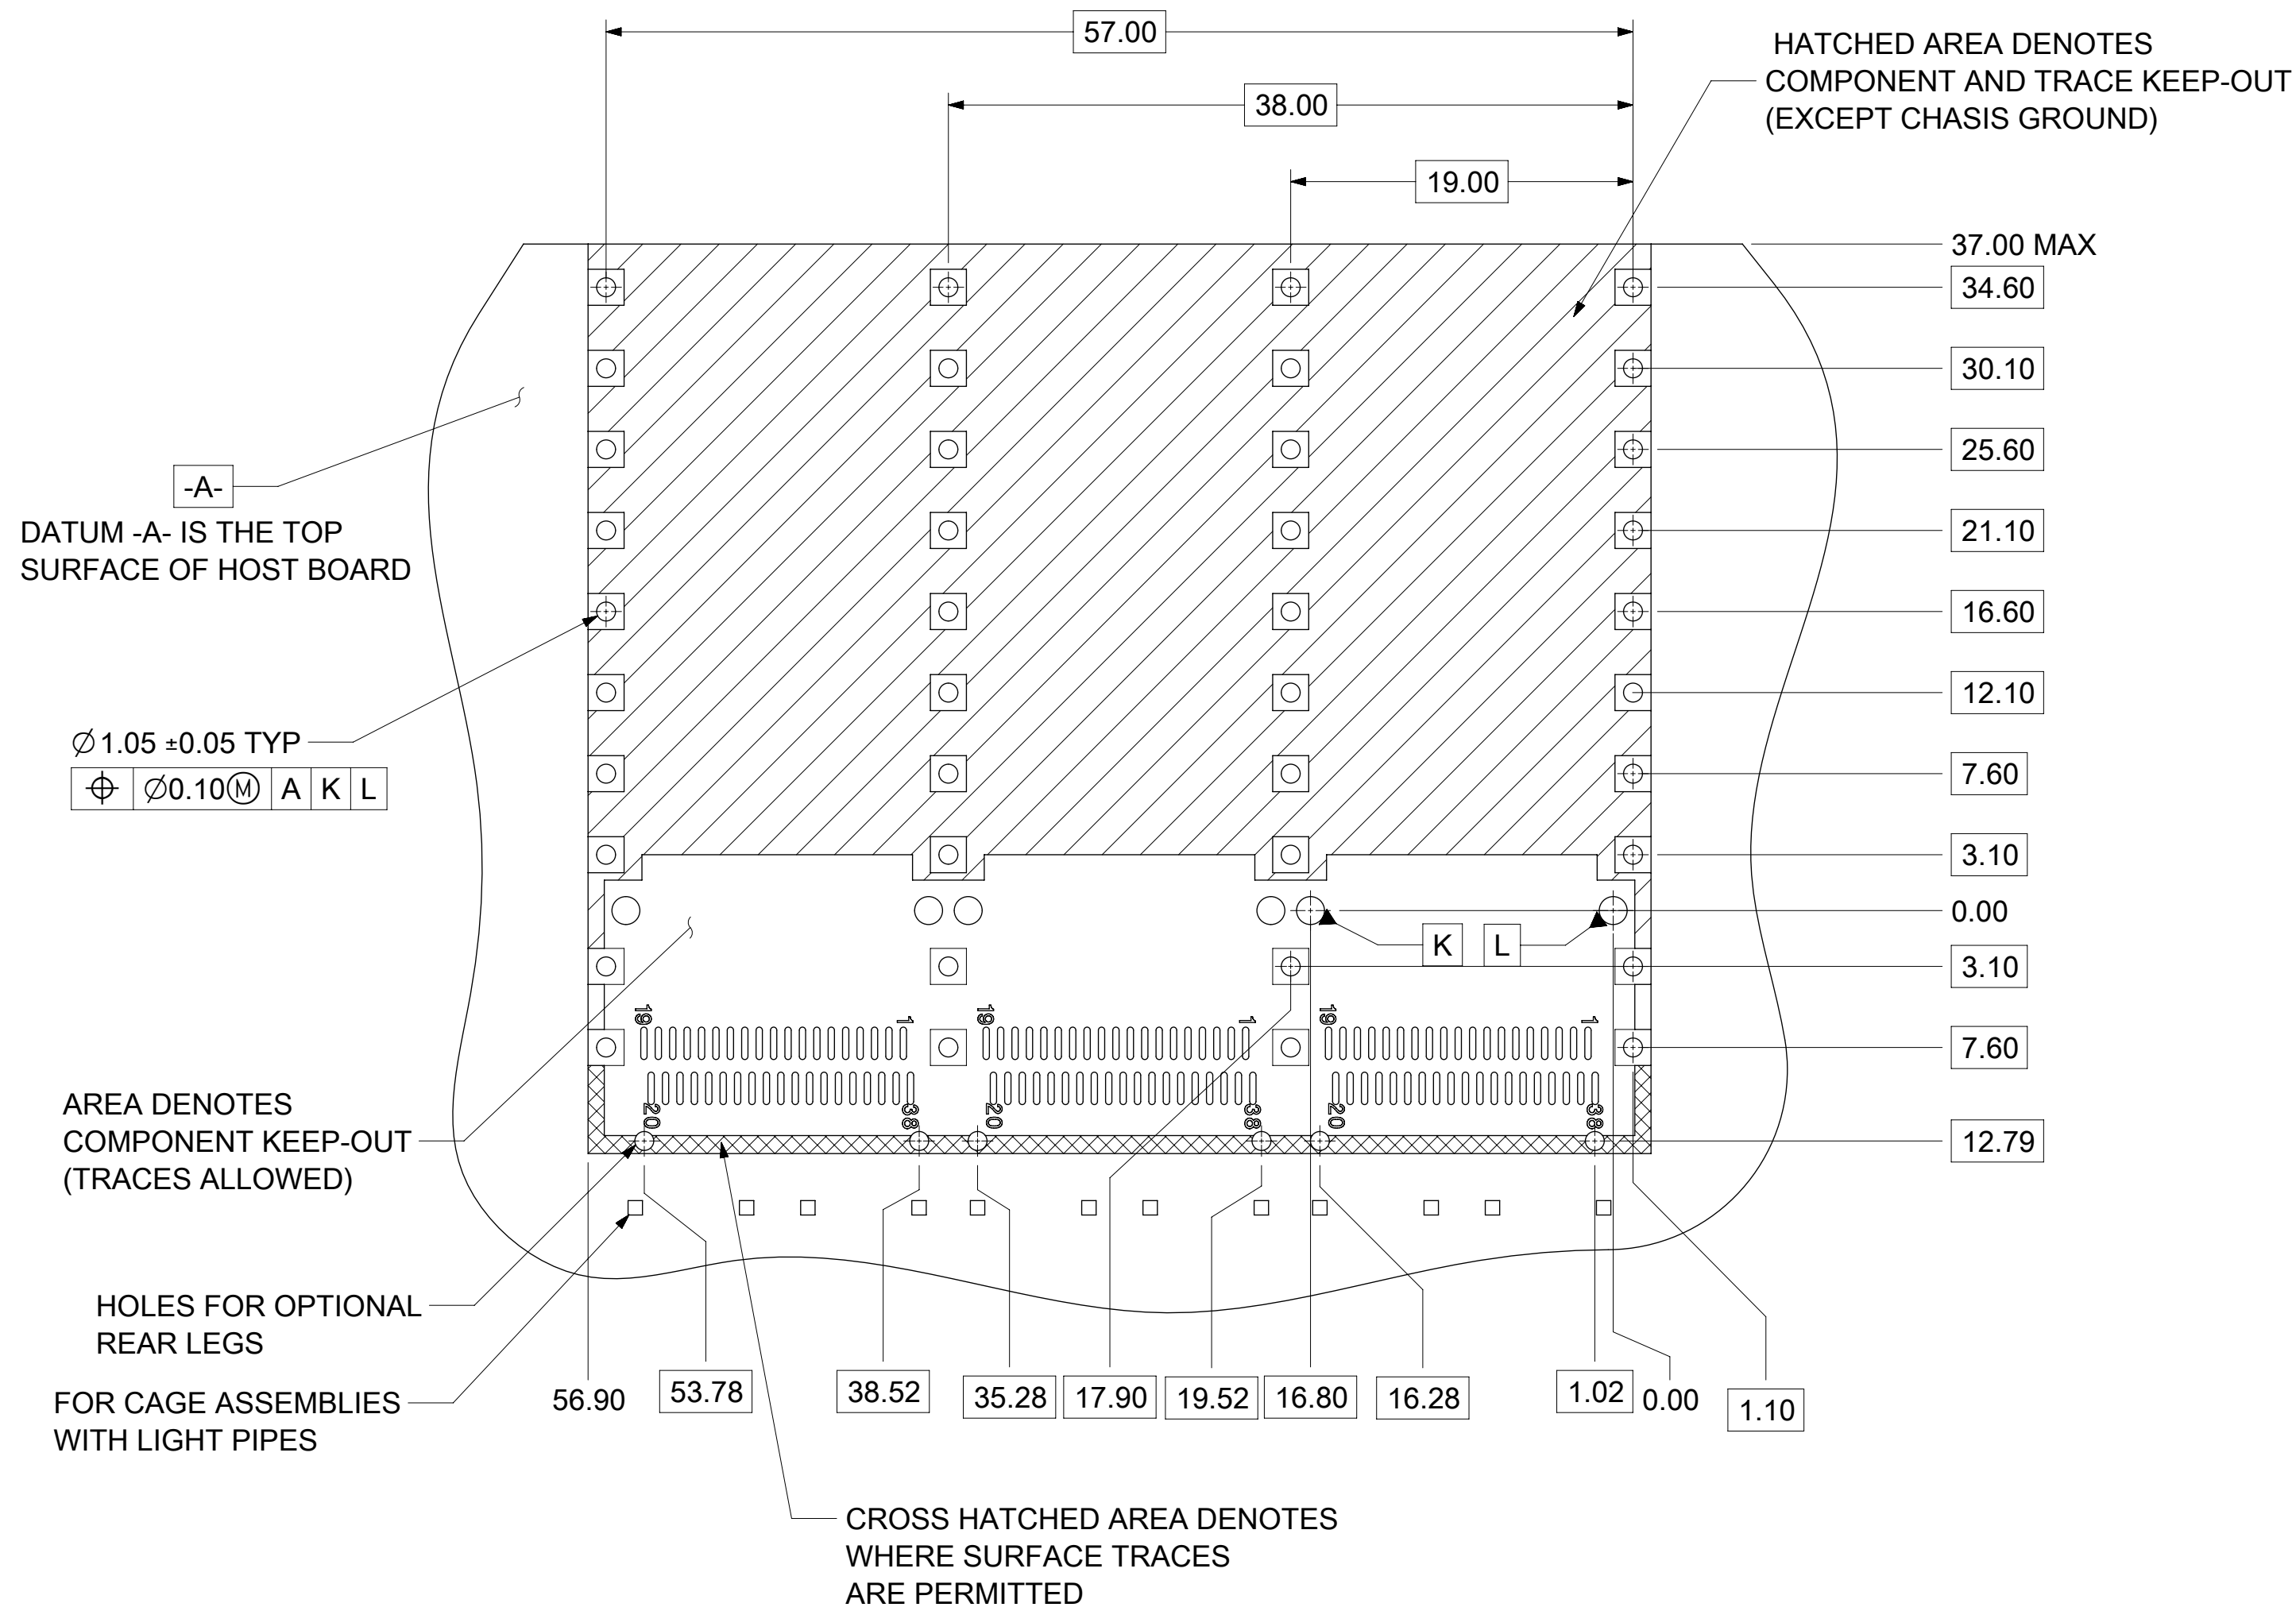 57.00
38.00
19.00
HATCHED AREA DENOTES
COMPONENT AND TRACE KEEP-OUT
(EXCEPT CHASIS GROUND)
37.00 MAX
34.60
30.10
25.60
21.10
16.60
12.10
7.60
3.10
0.00
3.10
7.60
12.79
-A-
DATUM -A- IS THE TOP
SURFACE OF HOST BOARD
∅1.05 ±0.05 TYP
⌖ ∅0.10Ⓜ A K L
K L
19 1 19 1 19 1
20 38 20 38 20 38
AREA DENOTES
COMPONENT KEEP-OUT
(TRACES ALLOWED)
HOLES FOR OPTIONAL
REAR LEGS
FOR CAGE ASSEMBLIES
WITH LIGHT PIPES
56.90 53.78 38.52 35.28 17.90 19.52 16.80 16.28 1.02 0.00 1.10
CROSS HATCHED AREA DENOTES
WHERE SURFACE TRACES
ARE PERMITTED